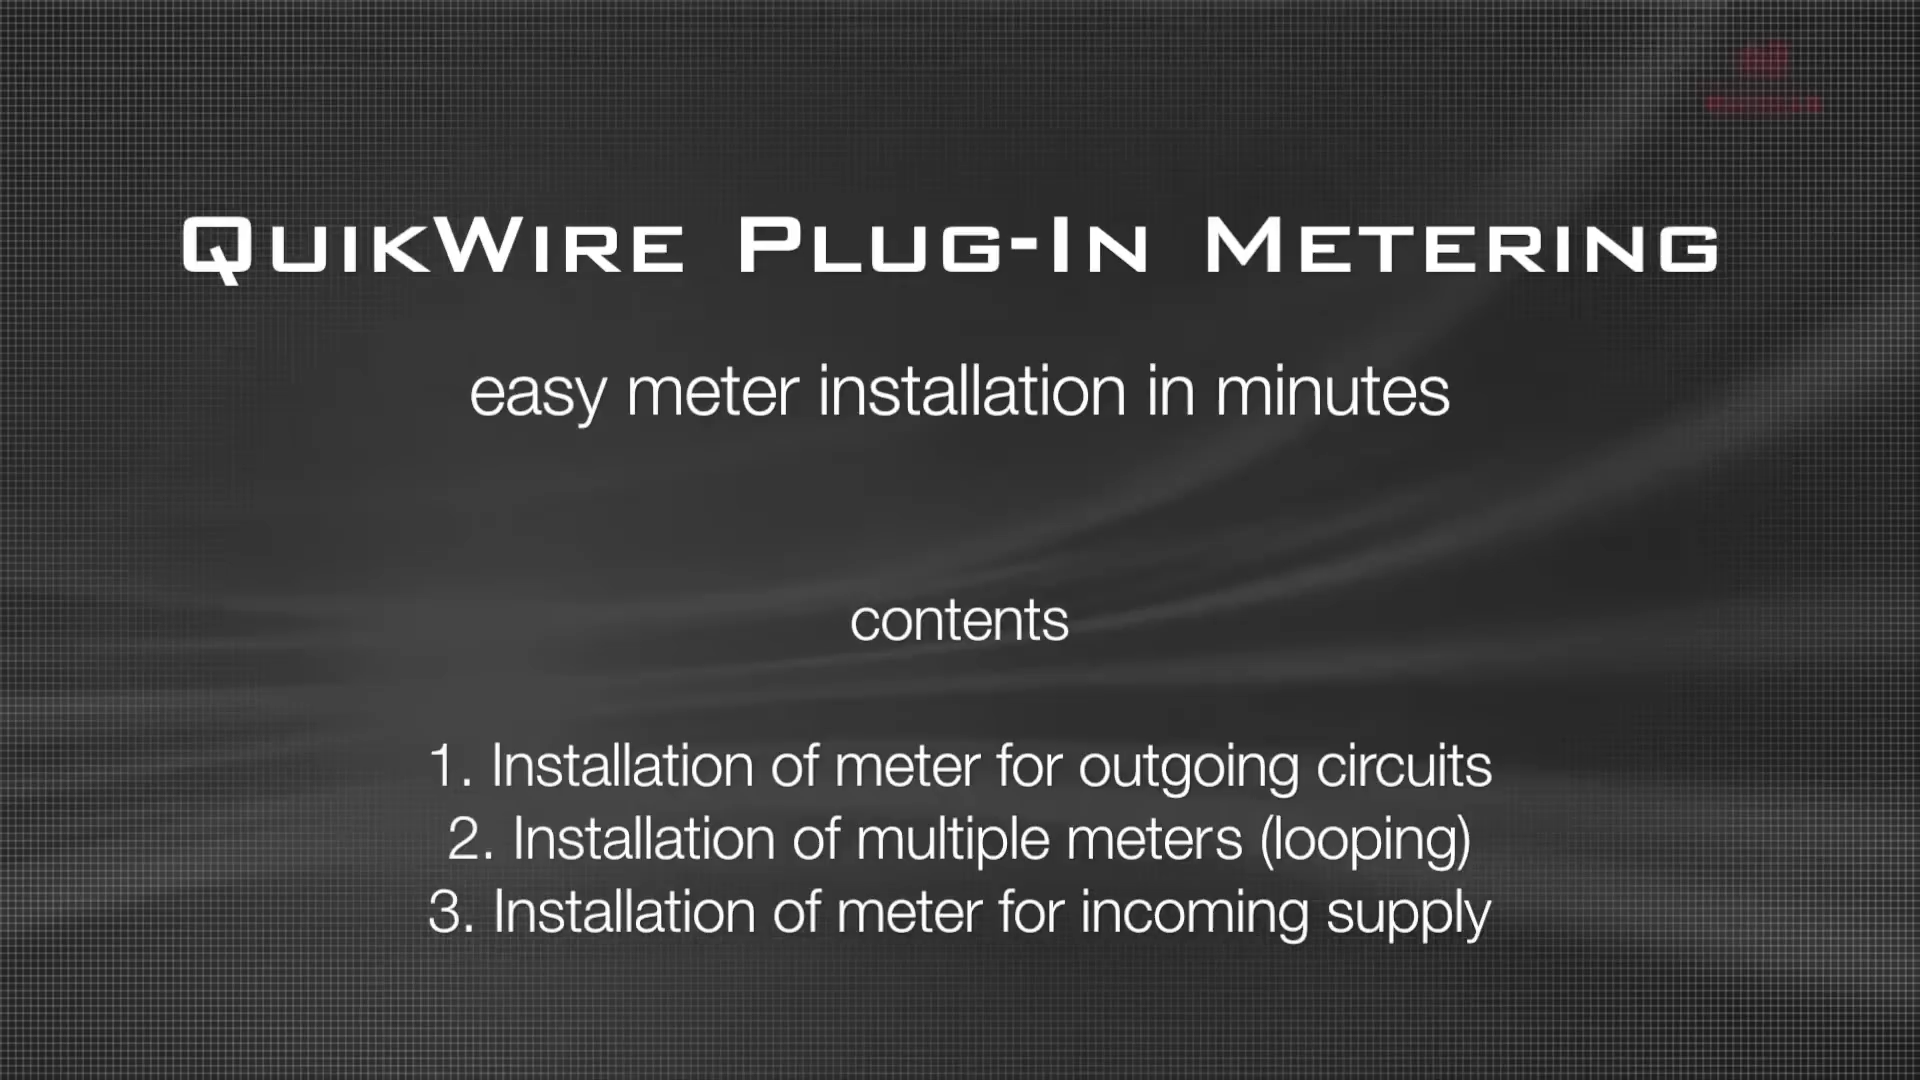 QuikWire Plug-In Metering
easy meter installation in minutes
contents
1. Installation of meter for outgoing circuits
2. Installation of multiple meters (looping)
3. Installation of meter for incoming supply